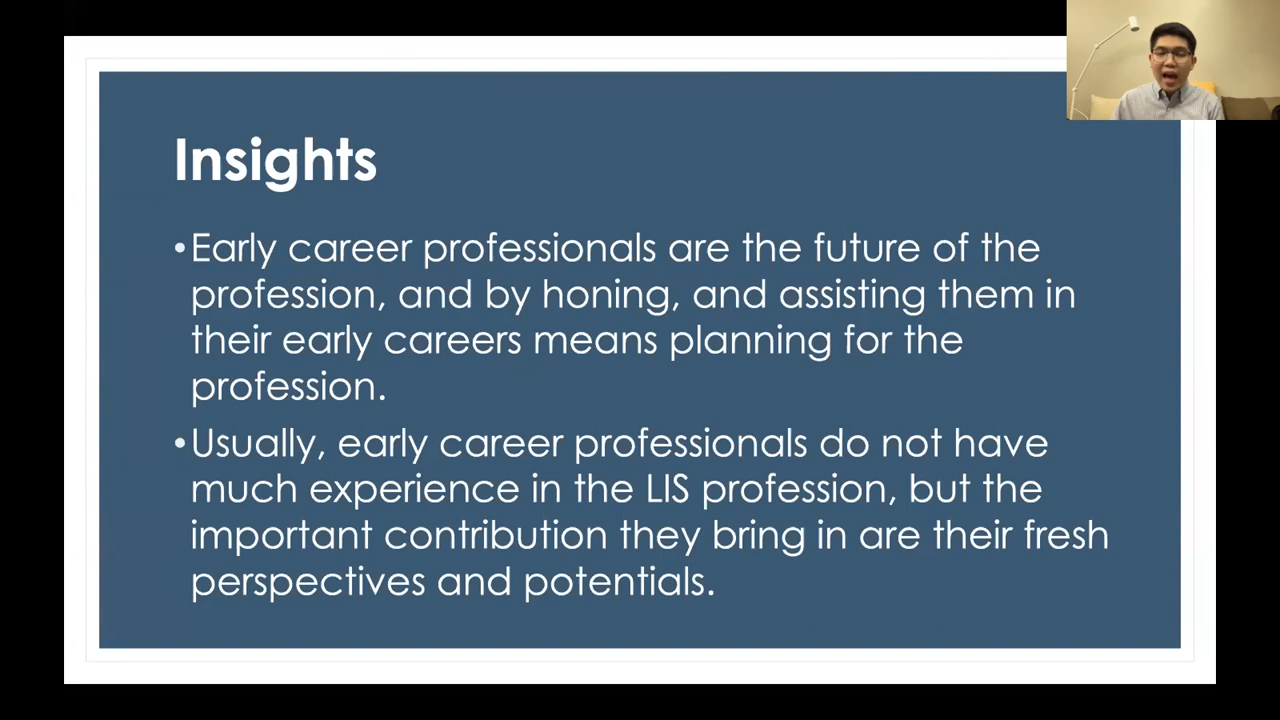 Insights
•Early career professionals are the future of the
profession, and by honing, and assisting them in
their early careers means planning for the
profession.
•Usually, early career professionals do not have
much experience in the LIS profession, but the
important contribution they bring in are their fresh
perspectives and potentials.